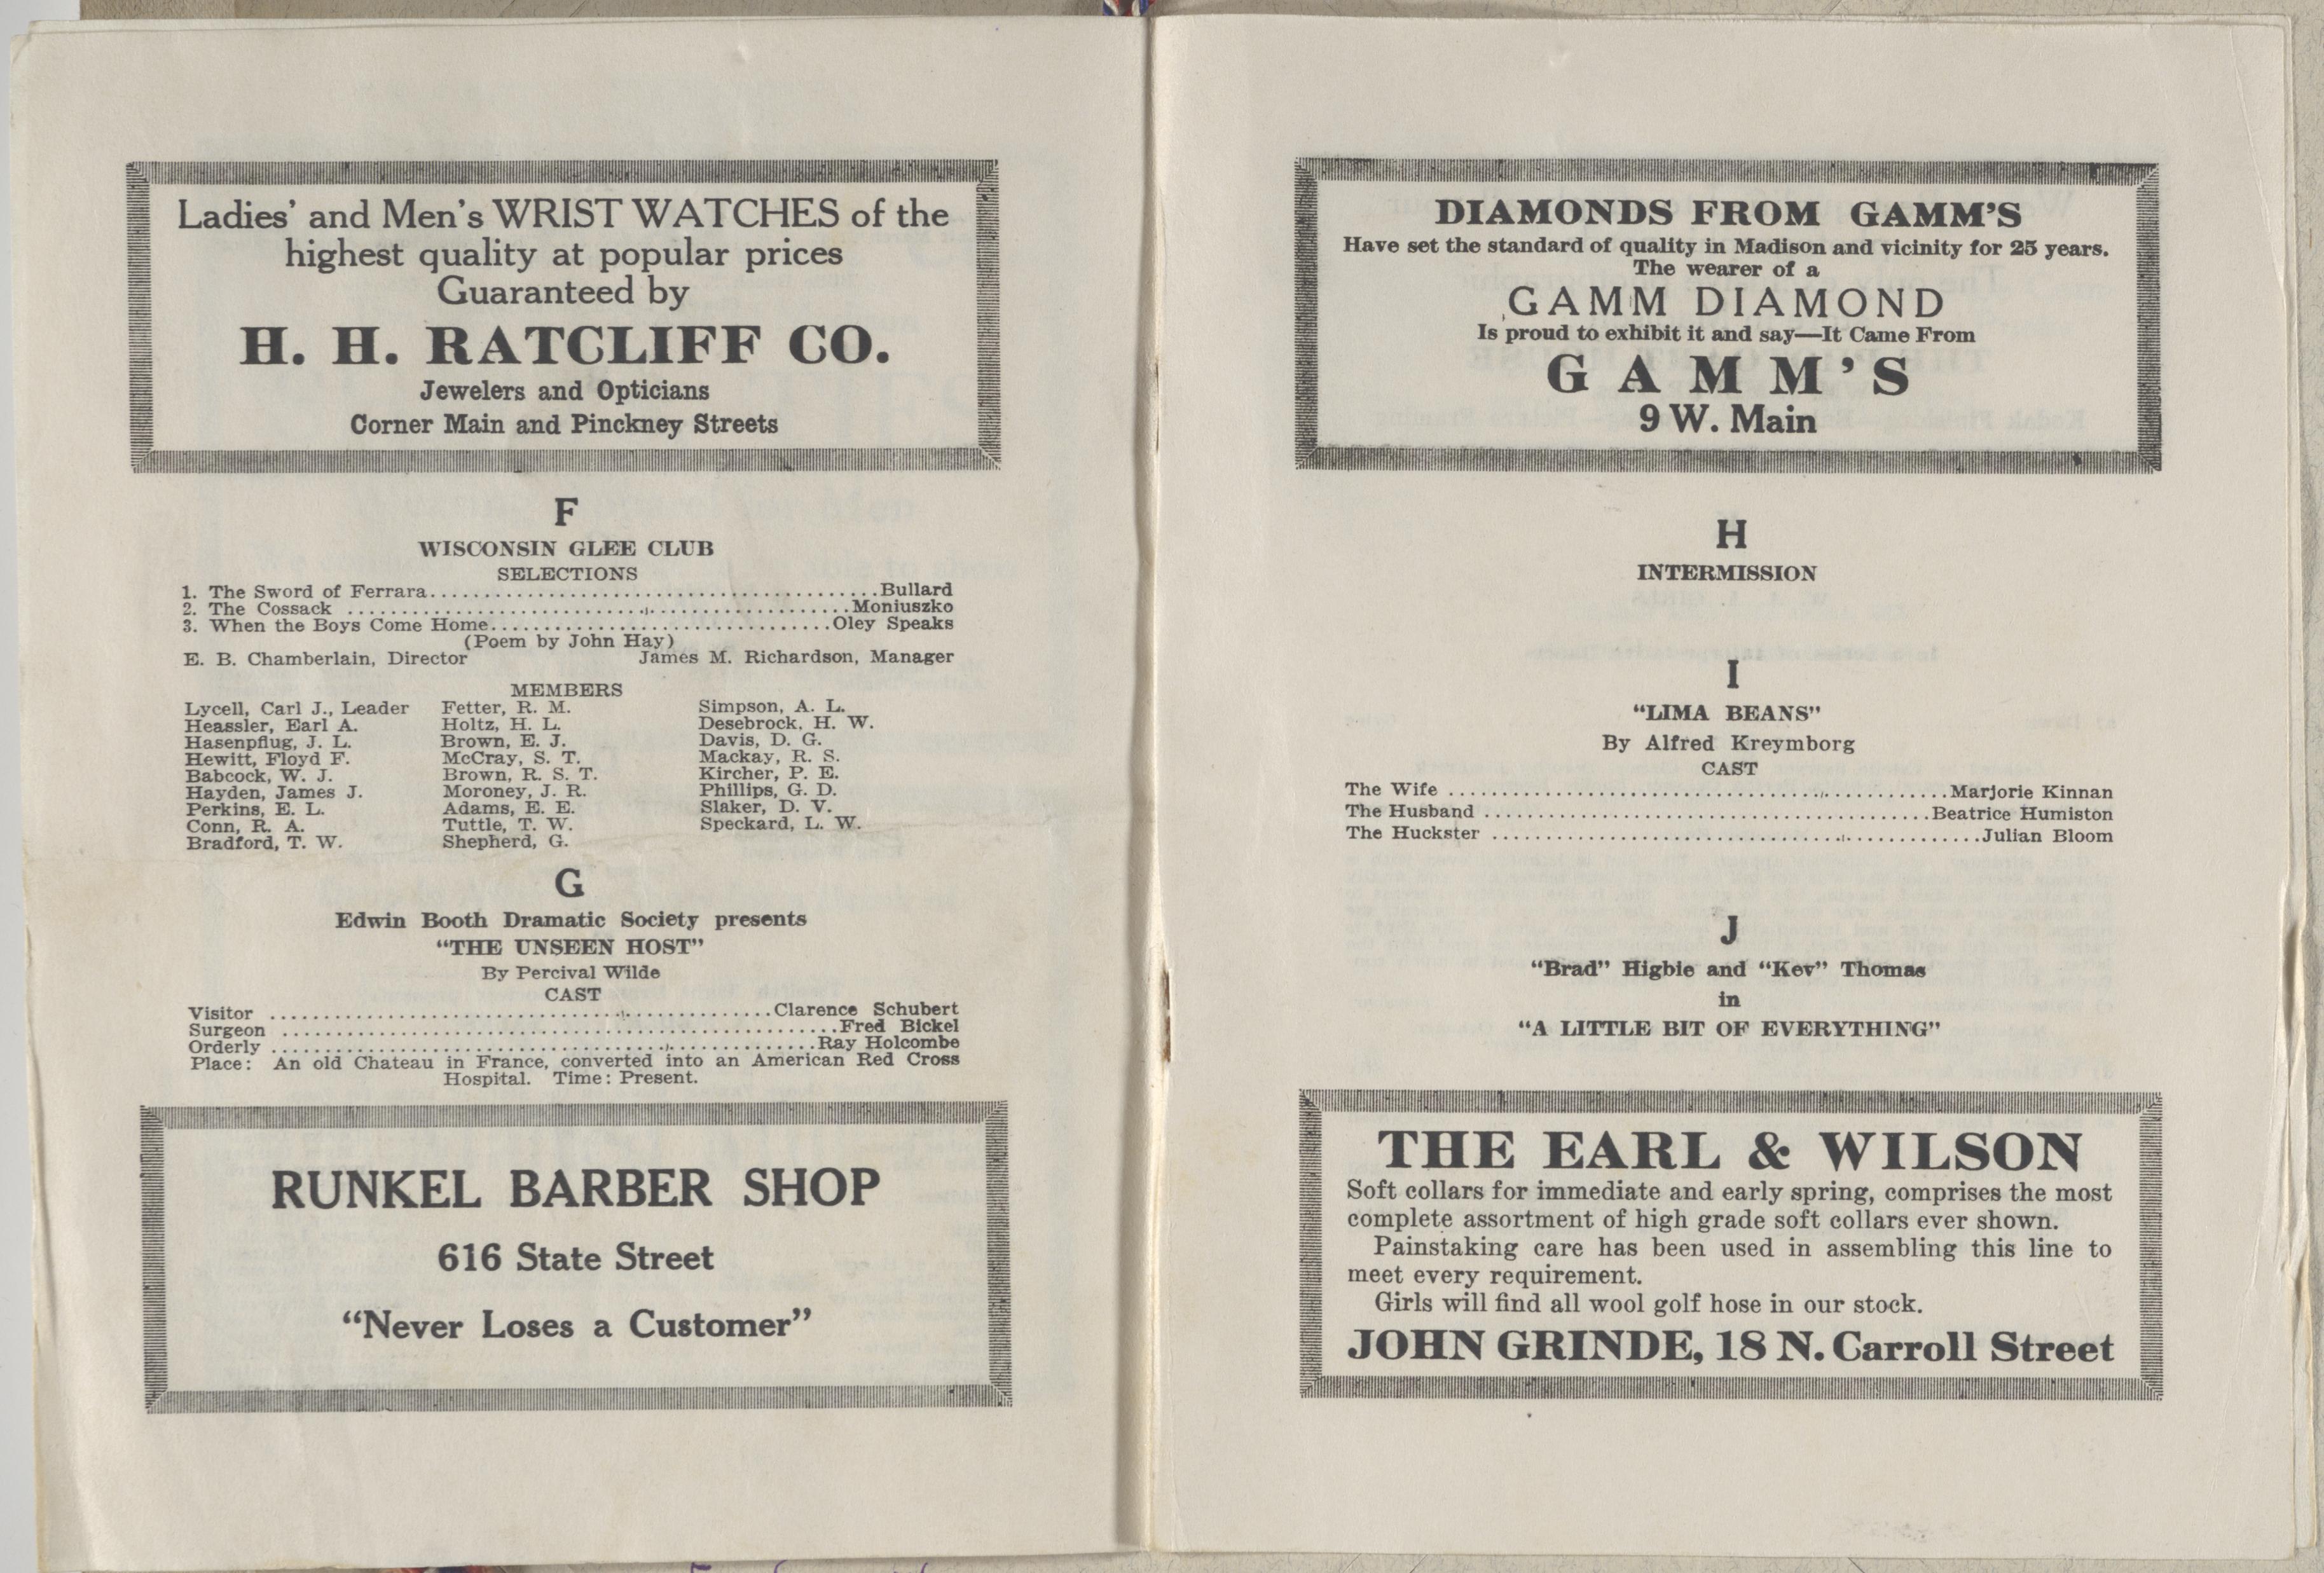 Ladies' and Men's WRIST WATCHES of the
highest quality at popular prices
Guaranteed by
H. H. RATCLIFF CO.
Jewelers and Opticians
Corner Main and Pinckney Streets
F
WISCONSIN GLEE CLUB
SELECTIONS
1. The Sword of Ferrara..........Bullard
2. The Cossack ..........Moniuszko
3. When the Boys Come Home..........Oley Speaks
(Poem by John Hay)
E. B. Chamberlain, Director James M. Richardson, Manager
MEMBERS
Lycell, Carl J., Leader Fetter, R. M. Simpson, A. L.
Heassler, Earl A. Holtz, H. L. Desebrock, H. W.
Hasenpflug, J. L. Brown, E. J. Davis, D. G.
Hewitt, Floyd F. McCray, S. T. Mackay, R. S.
Babcock, W. J. Brown, R. S. T. Kircher, P. E.
Hayden, James J. Moroney, J. R. Phillips, G. D.
Perkins, E. L. Adams, E. E. Slaker, D. V.
Conn, R. A. Tuttle, T. W. Speckard, L. W.
Bradford, T. W. Shepherd, G.
G
Edwin Booth Dramatic Society presents
"THE UNSEEN HOST"
By Percival Wilde
CAST
Visitor ..........Clarence Schubert
Surgeon ..........Fred Bickel
Orderly ..........Ray Holcombe
Place: An old Chateau in France, converted into an American Red Cross
Hospital. Time: Present.
RUNKEL BARBER SHOP
616 State Street
"Never Loses a Customer"
DIAMONDS FROM GAMM'S
Have set the standard of quality in Madison and vicinity for 25 years.
The wearer of a
GAMM DIAMOND
Is proud to exhibit it and say—It Came From
GAMM'S
9 W. Main
H
INTERMISSION
I
"LIMA BEANS"
By Alfred Kreymborg
CAST
The Wife ..........Marjorie Kinnan
The Husband ..........Beatrice Humiston
The Huckster ..........Julian Bloom
J
"Brad" Higbie and "Kev" Thomas
in
"A LITTLE BIT OF EVERYTHING"
THE EARL & WILSON
Soft collars for immediate and early spring, comprises the most
complete assortment of high grade soft collars ever shown.
Painstaking care has been used in assembling this line to
meet every requirement.
Girls will find all wool golf hose in our stock.
JOHN GRINDE, 18 N. Carroll Street